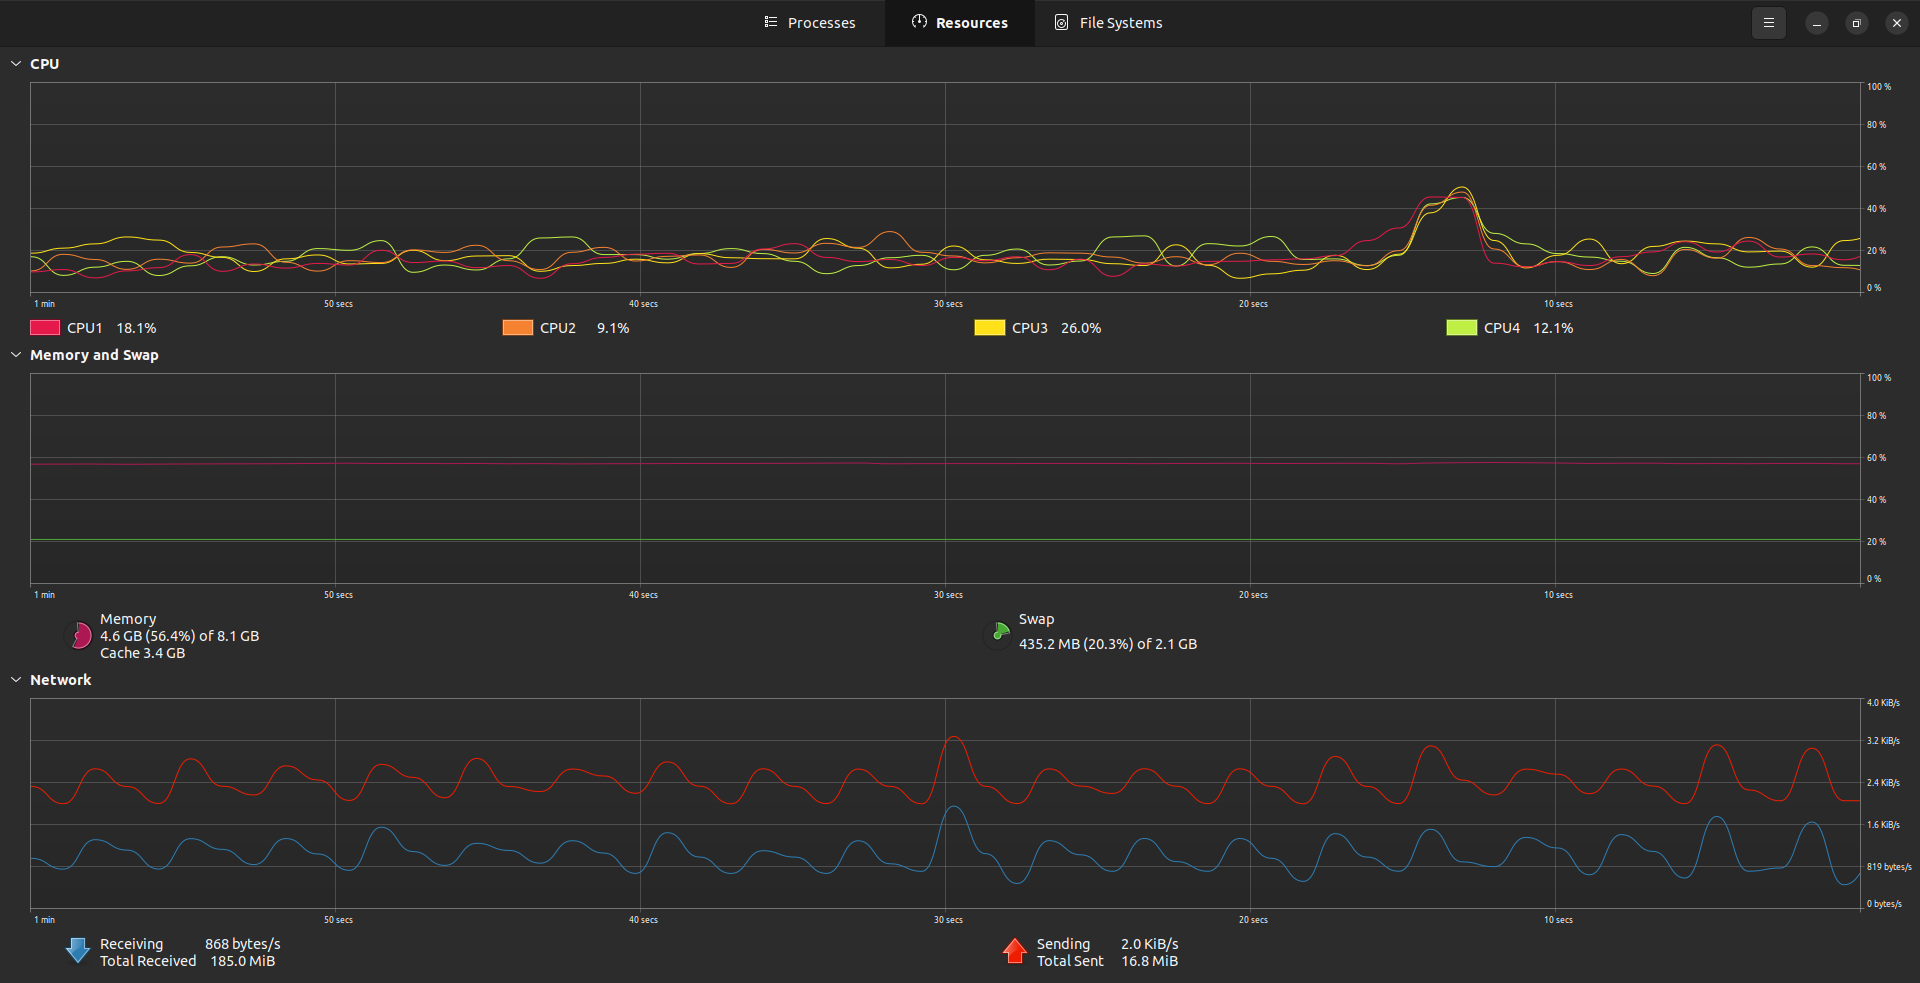 Processes Resources File Systems
CPU
100 %
80 %
60 %
40 %
20 %
0 %
1 min 50 secs 40 secs 30 secs 20 secs 10 secs
CPU1 18.1% CPU2 9.1% CPU3 26.0% CPU4 12.1%
Memory and Swap
100 %
80 %
60 %
40 %
20 %
0 %
1 min 50 secs 40 secs 30 secs 20 secs 10 secs
Memory
4.6 GB (56.4%) of 8.1 GB
Cache 3.4 GB
Swap
435.2 MB (20.3%) of 2.1 GB
Network
4.0 KiB/s
3.2 KiB/s
2.4 KiB/s
1.6 KiB/s
819 bytes/s
0 bytes/s
1 min 50 secs 40 secs 30 secs 20 secs 10 secs
Receiving 868 bytes/s
Total Received 185.0 MiB
Sending 2.0 KiB/s
Total Sent 16.8 MiB